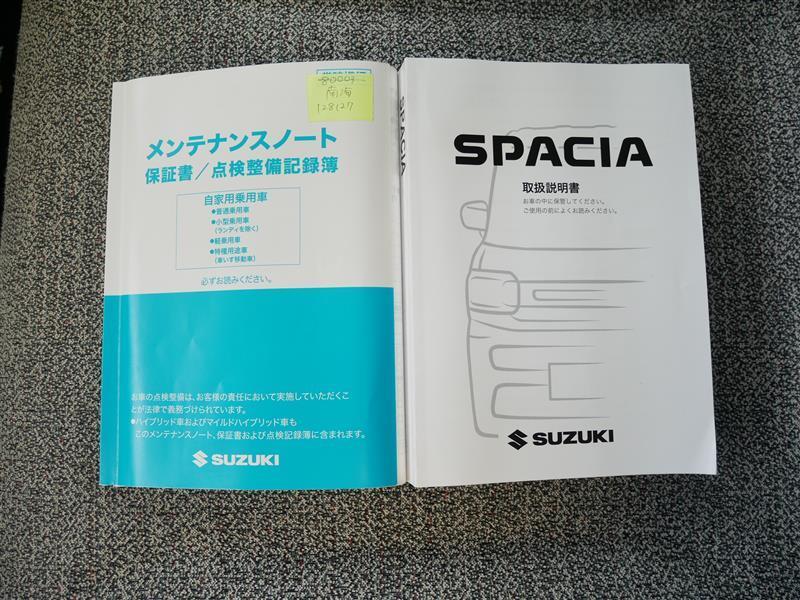 南海
128127
メンテナンスノート
保証書／点検整備記録簿
自家用乗用車
●普通乗用車
●小型乗用車
(ランディを除く)
●軽乗用車
●特種用途車
(車いす移動車)
必ずお読みください。
お車の点検整備は、お客様の責任において実施していただくこ
とが法律で義務づけられています。
●ハイブリッド車およびマイルドハイブリッド車も
このメンテナンスノート、保証書および点検記録簿に含まれます。
SUZUKI
SPACIA
SPACIA
取扱説明書
お車の中に保管してください。
ご使用の前によくお読みください。
SUZUKI